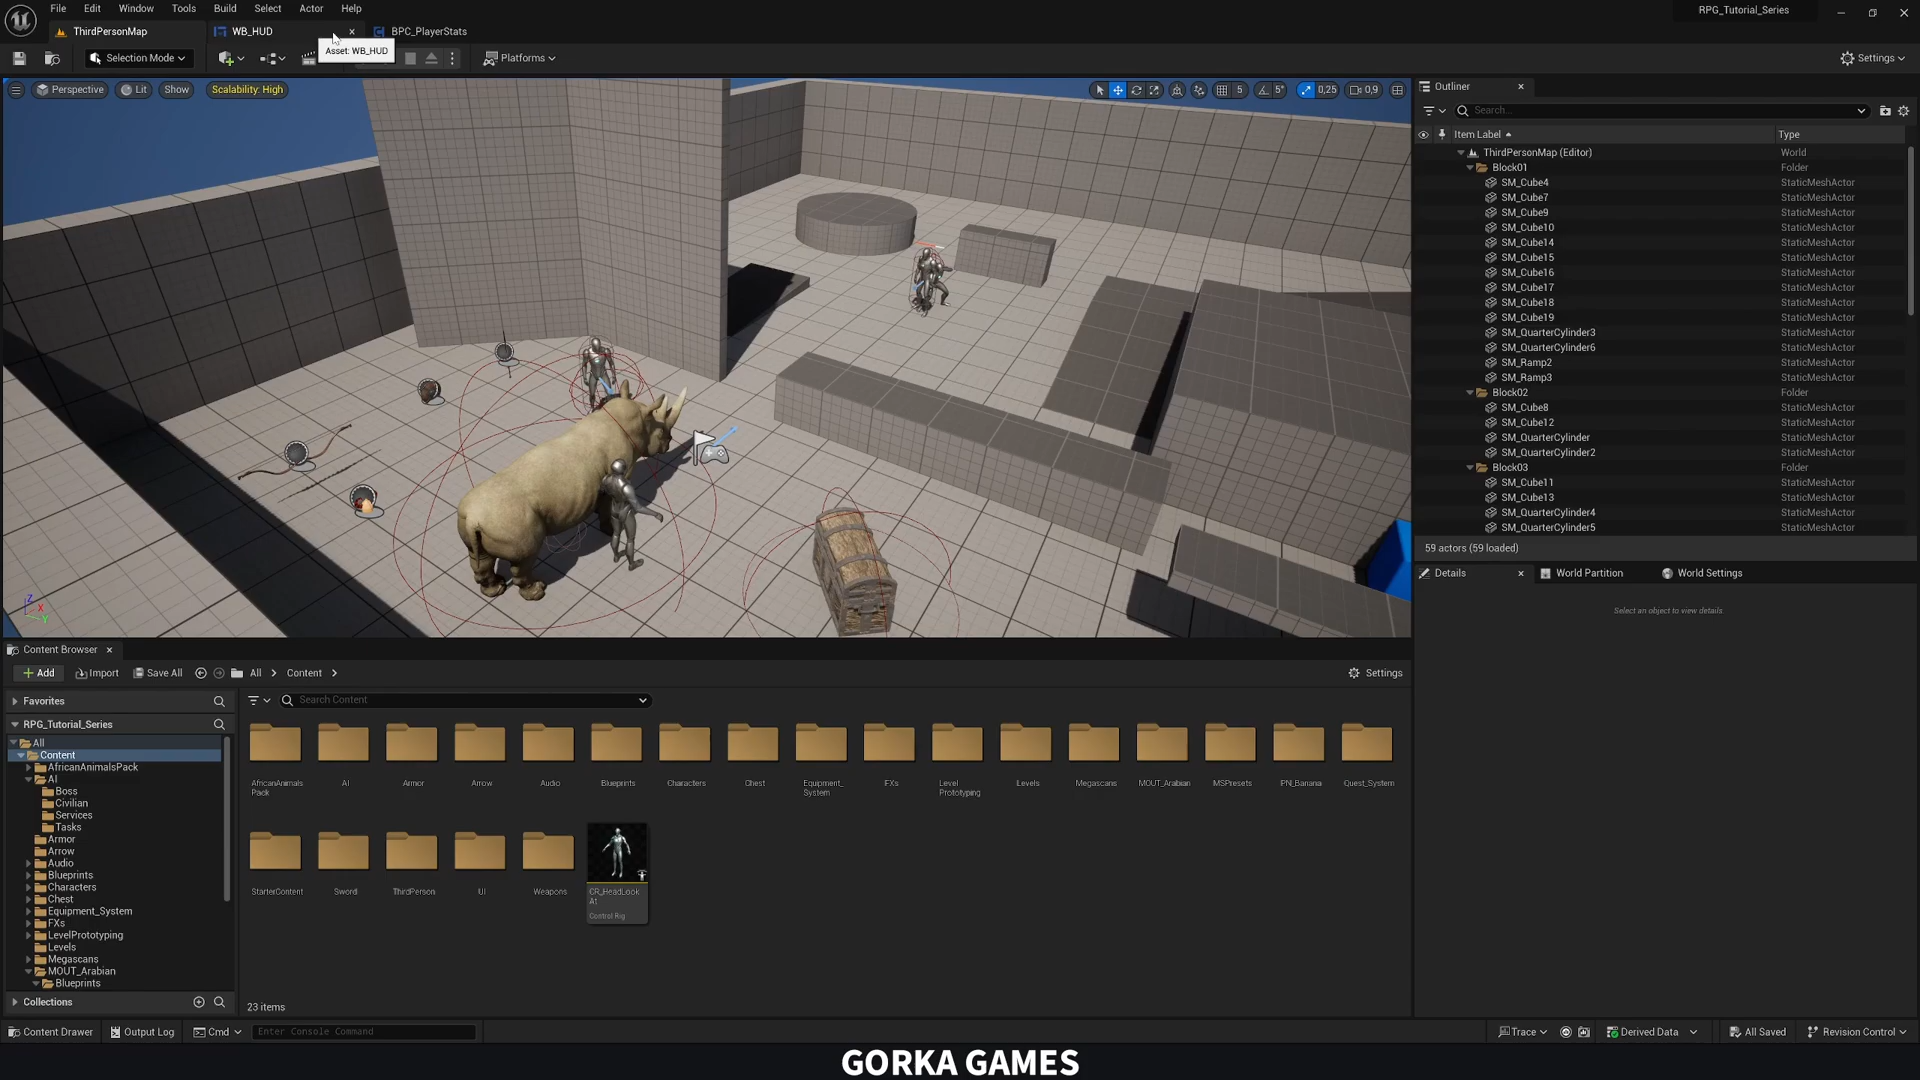 File Edit Window Tools Build Select Actor Help
RPG_Tutorial_Series
ThirdPersonMap
WB_HUD
BPC_PlayerStats
Asset: WB_HUD
Selection Mode
Platforms
Settings
Perspective
Lit
Show
Scalability: High
5
5°
0,25
0,9
Outliner
Search...
Item Label
Type
ThirdPersonMap (Editor) World
Block01 Folder
SM_Cube4 StaticMeshActor
SM_Cube7 StaticMeshActor
SM_Cube9 StaticMeshActor
SM_Cube10 StaticMeshActor
SM_Cube14 StaticMeshActor
SM_Cube15 StaticMeshActor
SM_Cube16 StaticMeshActor
SM_Cube17 StaticMeshActor
SM_Cube18 StaticMeshActor
SM_Cube19 StaticMeshActor
SM_QuarterCylinder3 StaticMeshActor
SM_QuarterCylinder6 StaticMeshActor
SM_Ramp2 StaticMeshActor
SM_Ramp3 StaticMeshActor
Block02 Folder
SM_Cube8 StaticMeshActor
SM_Cube12 StaticMeshActor
SM_QuarterCylinder StaticMeshActor
SM_QuarterCylinder2 StaticMeshActor
Block03 Folder
SM_Cube11 StaticMeshActor
SM_Cube13 StaticMeshActor
SM_QuarterCylinder4 StaticMeshActor
SM_QuarterCylinder5 StaticMeshActor
59 actors (59 loaded)
Details
World Partition
World Settings
Select an object to view details.
Z
X
Y
Content Browser
Add
Import
Save All
All
Content
Settings
Favorites
Search Content
RPG_Tutorial_Series
All
Content
AfricanAnimalsPack
AI
Boss
Civilian
Services
Tasks
Armor
Arrow
Audio
Blueprints
Characters
Chest
Equipment_System
FXs
LevelPrototyping
Levels
Megascans
MOUT_Arabian
Blueprints
Collections
AfricanAnimals
Pack
AI
Armor
Arrow
Audio
Blueprints
Characters
Chest
Equipment_
System
FXs
Level
Prototyping
Levels
Megascans
MOUT_Arabian
MSPresets
PN_Banana
Quest_System
StarterContent
Sword
ThirdPerson
UI
Weapons
CR_HeadLook
At
Control Rig
23 items
Content Drawer
Output Log
Cmd
Enter Console Command
Trace
Derived Data
All Saved
Revision Control
GORKA GAMES